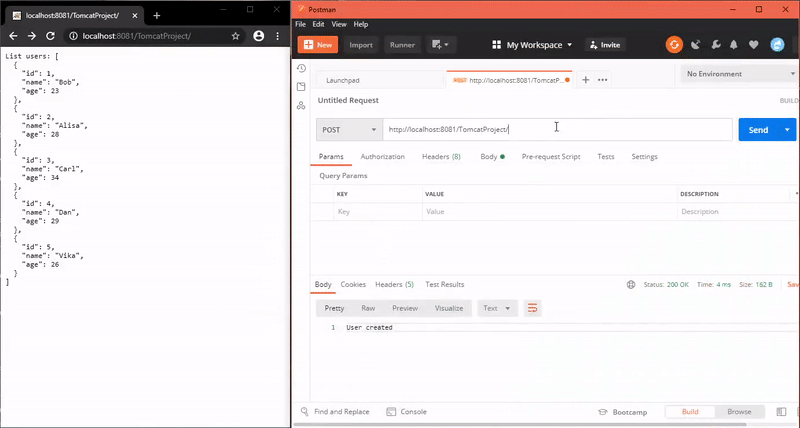 localhost:8081/TomcatProject/
localhost:8081/TomcatProject/
List users: [
  {
    "id": 1,
    "name": "Bob",
    "age": 23
  },
  {
    "id": 2,
    "name": "Alisa",
    "age": 28
  },
  {
    "id": 3,
    "name": "Carl",
    "age": 34
  },
  {
    "id": 4,
    "name": "Dan",
    "age": 29
  },
  {
    "id": 5,
    "name": "Vika",
    "age": 26
  }
]
Postman
File Edit View Help
New Import Runner My Workspace Invite
Launchpad POST http://localhost:8081/TomcatP... No Environment
Untitled Request BUILD
POST http://localhost:8081/TomcatProject/ Send
Params Authorization Headers (8) Body Pre-request Script Tests Settings
Query Params
KEY VALUE DESCRIPTION
Key Value Description
Body Cookies Headers (5) Test Results Status: 200 OK Time: 4 ms Size: 162 B Sav
Pretty Raw Preview Visualize Text
1 User created
Find and Replace Console Bootcamp Build Browse